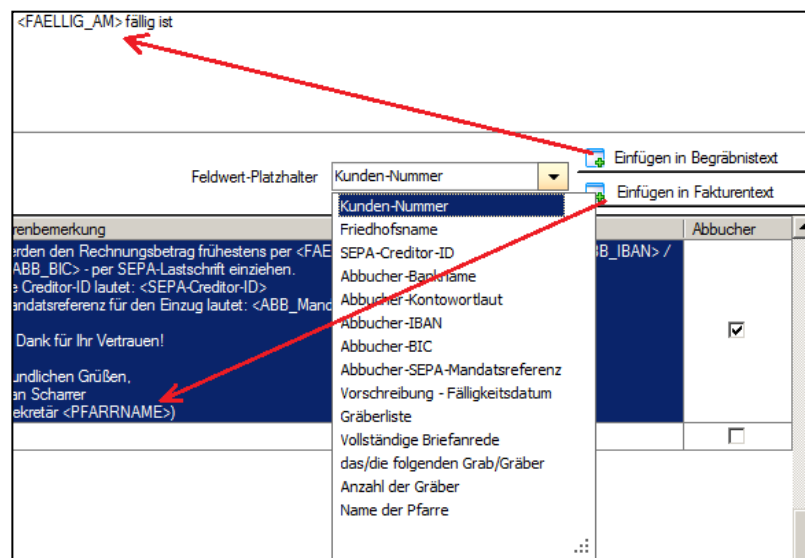 <FAELLIG_AM> fällig ist
Einfügen in Begräbnistext
Feldwert-Platzhalter Kunden-Nummer
Einfügen in Fakturentext
Kunden-Nummer
Friedhofsname
SEPA-Creditor-ID
Abbucher-Bankname
Abbucher-Kontowortlaut
Abbucher-IBAN
Abbucher-BIC
Abbucher-SEPA-Mandatsreferenz
Vorschreibung - Fälligkeitsdatum
Gräberliste
Vollständige Briefanrede
das/die folgenden Grab/Gräber
Anzahl der Gräber
Name der Pfarre
renbemerkung Abbucher
erden den Rechnungsbetrag frühestens per <FAE BB_IBAN> /
ABB_BIC> - per SEPA-Lastschrift einziehen.
e Creditor-ID lautet: <SEPA-Creditor-ID>
andatsreferenz für den Einzug lautet: <ABB_Mand
Dank für Ihr Vertrauen!
undlichen Grüßen,
an Scharrer
ekretär <PFARRNAME>)